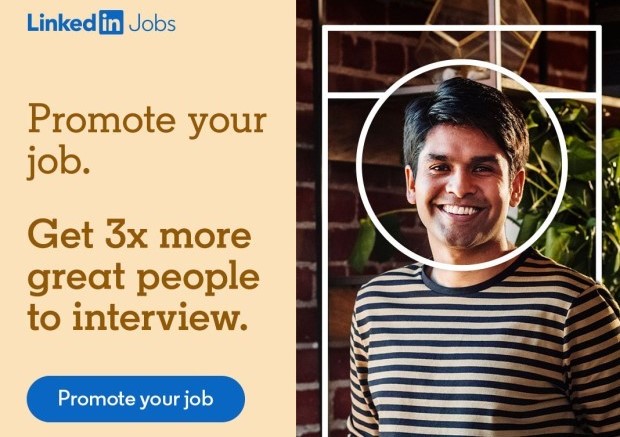 LinkedIn Jobs
Promote your
job.
Get 3x more
great people
to interview.
Promote your job